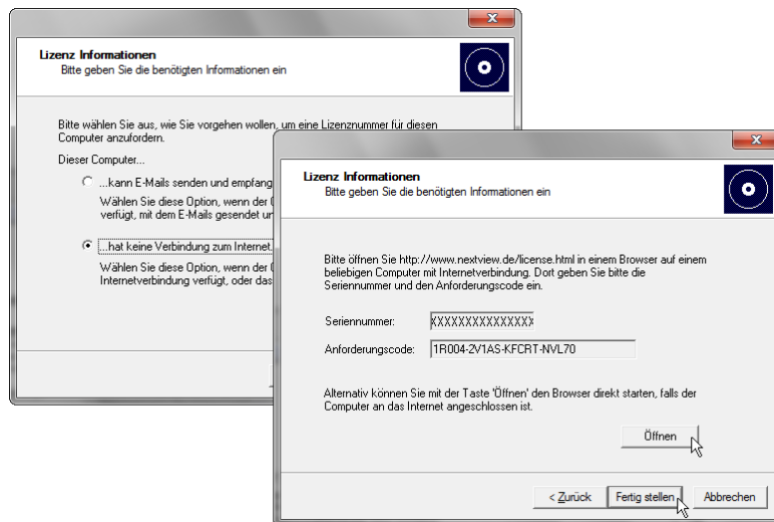 Lizenz Informationen
Bitte geben Sie die benötigten Informationen ein
Bitte wählen Sie aus, wie Sie vorgehen wollen, um eine Lizenznummer für diesen
Computer anzufordern.
Dieser Computer...
...kann E-Mails senden und
Wählen Sie diese Option, wenn der
verfügt, mit dem E-Mails gesendet
...hat keine Verbindung zum Internet.
Wählen Sie diese Option, wenn der
Internetverbindung verfügt, oder das
Lizenz Informationen
Bitte geben Sie die benötigten Informationen ein
Bitte öffnen Sie http://www.nextview.de/license.html in einem Browser auf einem
beliebigen Computer mit Internetverbindung. Dort geben Sie bitte die
Seriennummer und den Anforderungscode ein.
Seriennummer: XXXXXXXXXXXXXXX
Anforderungscode: 1R004-2V1AS-KFCRT-NVL70
Alternativ können Sie mit der Taste 'Öffnen' den Browser direkt starten, falls der
Computer an das Internet angeschlossen ist.
Öffnen
< Zurück Fertig stellen Abbrechen